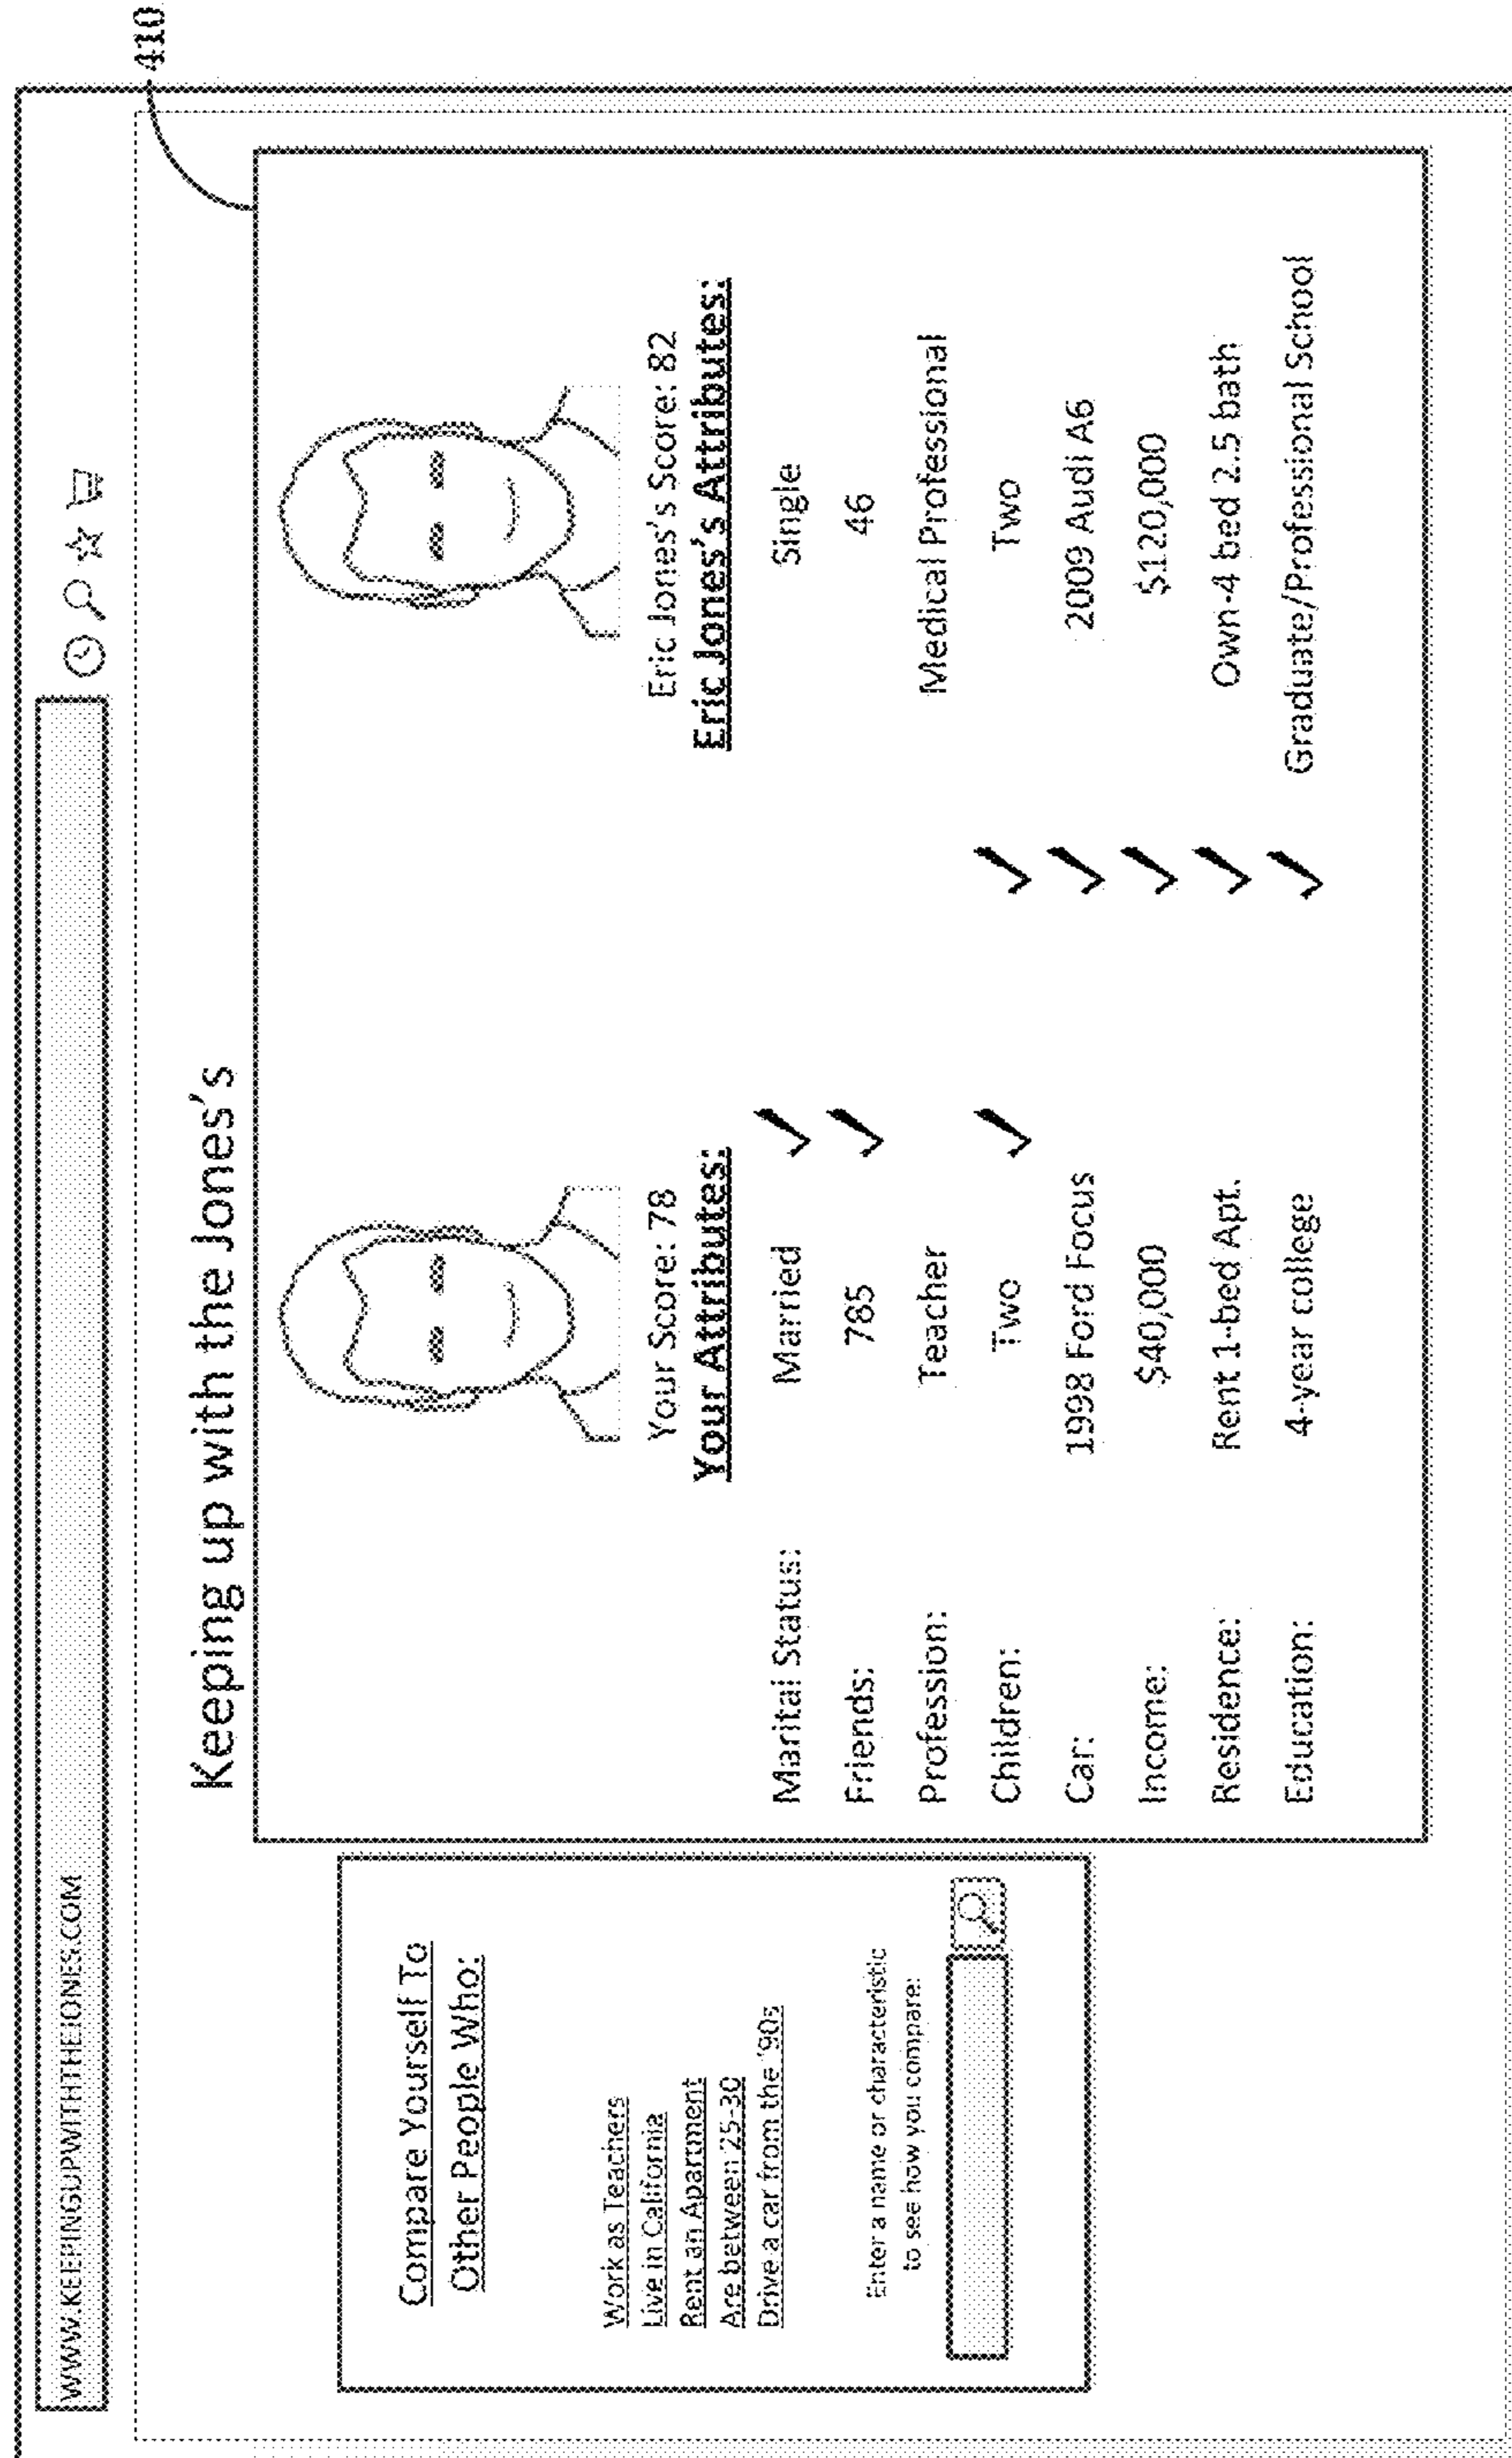 WWW.KEEPINGUPWITHTHEJONES.COM
410
Keeping up with the Jones's
Compare Yourself To
Other People Who:
Work as Teachers
Live in California
Rent an Apartment
Are between 25-30
Drive a car from the '90s
Enter a name or characteristic
to see how you compare:
Your Score: 78 Eric Jones's Score: 82
Your Attributes: Eric Jones's Attributes:
Marital Status: Married Single
Friends: 785 46
Profession: Teacher Medical Professional
Children: Two Two
Car: 1998 Ford Focus 2009 Audi A6
Income: $40,000 $120,000
Residence: Rent 1-bed Apt. Own-4 bed 2.5 bath
Education: 4-year college Graduate/Professional School